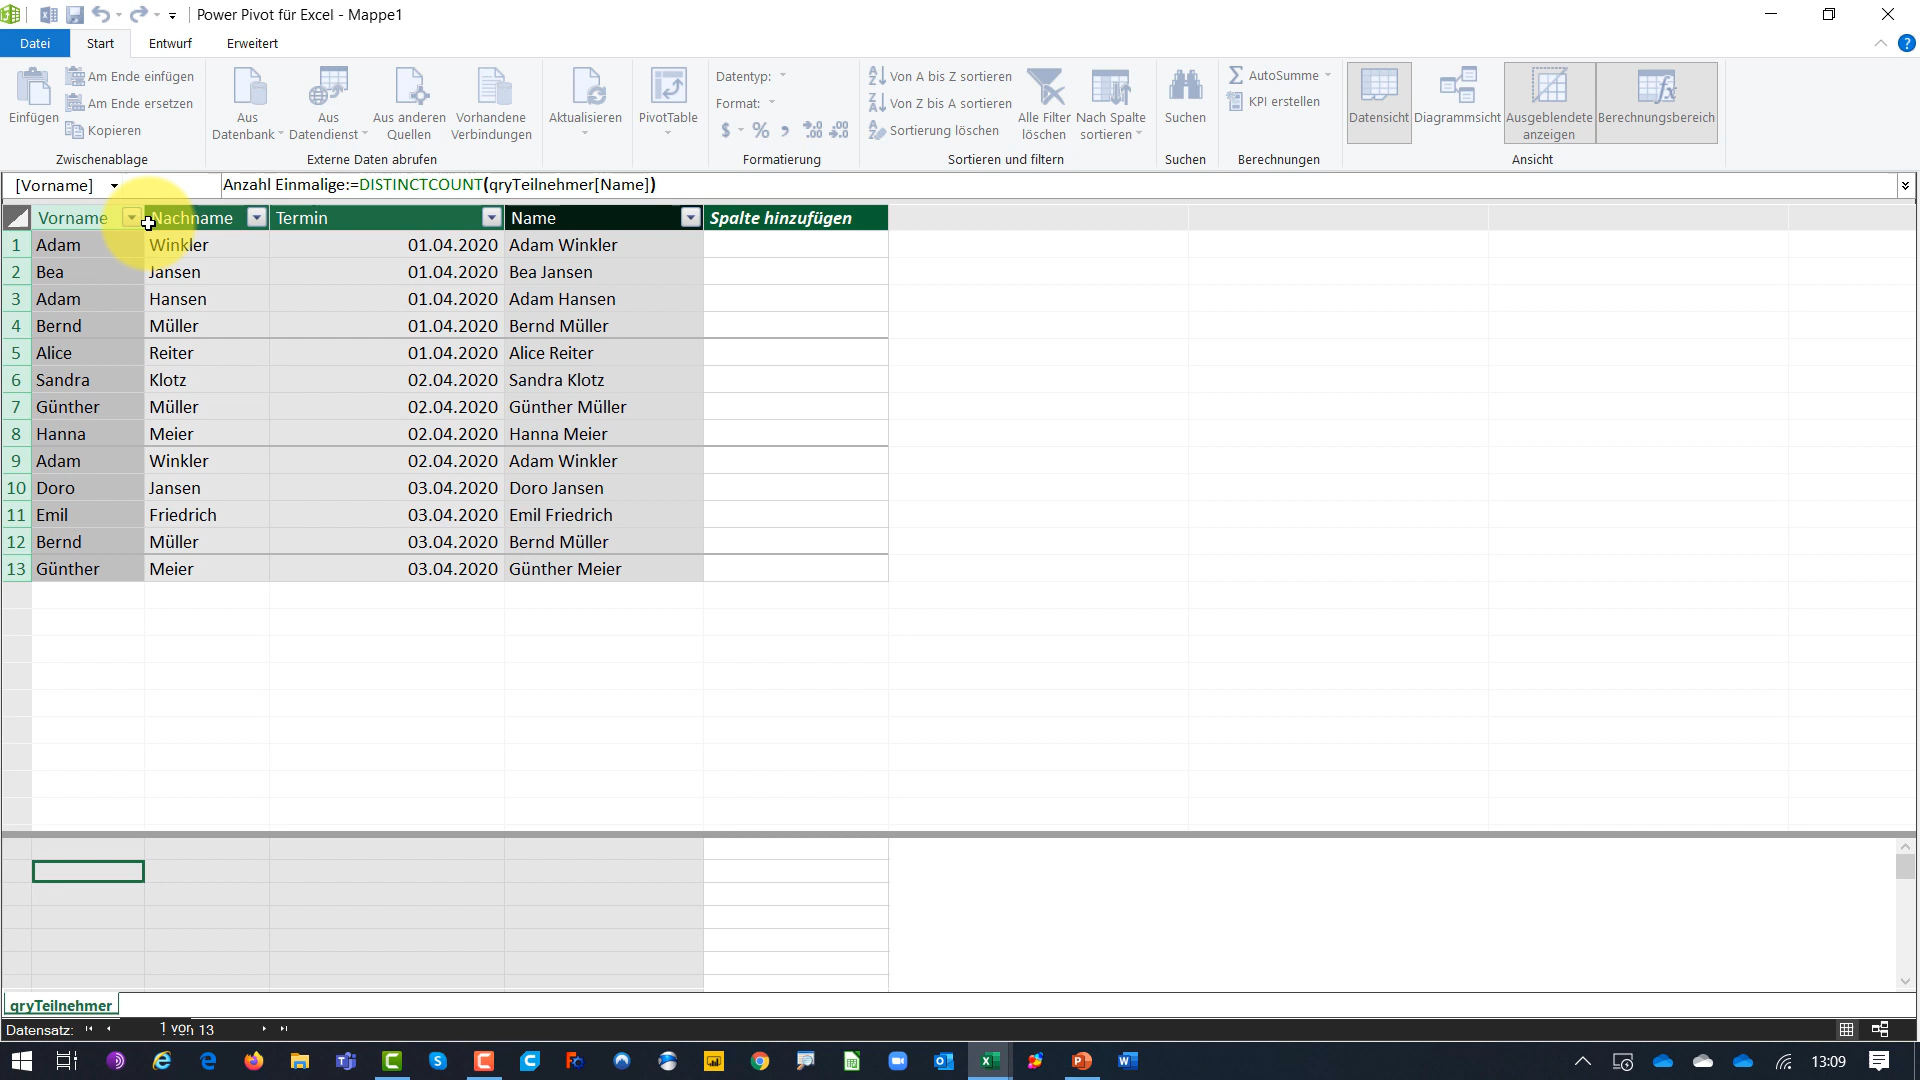 Power Pivot für Excel - Mappe1
Datei Start Entwurf Erweitert
Einfügen
Am Ende einfügen
Am Ende ersetzen
Kopieren
Zwischenablage
Aus Datenbank
Aus Datendienst
Aus anderen Quellen
Vorhandene Verbindungen
Externe Daten abrufen
Aktualisieren
PivotTable
Datentyp:
Format:
$ % ,
Formatierung
Von A bis Z sortieren
Von Z bis A sortieren
Sortierung löschen
Alle Filter löschen
Nach Spalte sortieren
Sortieren und filtern
Suchen
Suchen
AutoSumme
KPI erstellen
Berechnungen
Datensicht
Diagrammsicht
Ausgeblendete anzeigen
Berechnungsbereich
Ansicht
[Vorname] Anzahl Einmalige:=DISTINCTCOUNT(qryTeilnehmer[Name])
Vorname Nachname Termin Name Spalte hinzufügen
1 Adam Winkler 01.04.2020 Adam Winkler
2 Bea Jansen 01.04.2020 Bea Jansen
3 Adam Hansen 01.04.2020 Adam Hansen
4 Bernd Müller 01.04.2020 Bernd Müller
5 Alice Reiter 01.04.2020 Alice Reiter
6 Sandra Klotz 02.04.2020 Sandra Klotz
7 Günther Müller 02.04.2020 Günther Müller
8 Hanna Meier 02.04.2020 Hanna Meier
9 Adam Winkler 02.04.2020 Adam Winkler
10 Doro Jansen 03.04.2020 Doro Jansen
11 Emil Friedrich 03.04.2020 Emil Friedrich
12 Bernd Müller 03.04.2020 Bernd Müller
13 Günther Meier 03.04.2020 Günther Meier
qryTeilnehmer
Datensatz: 1 von 13
13:09